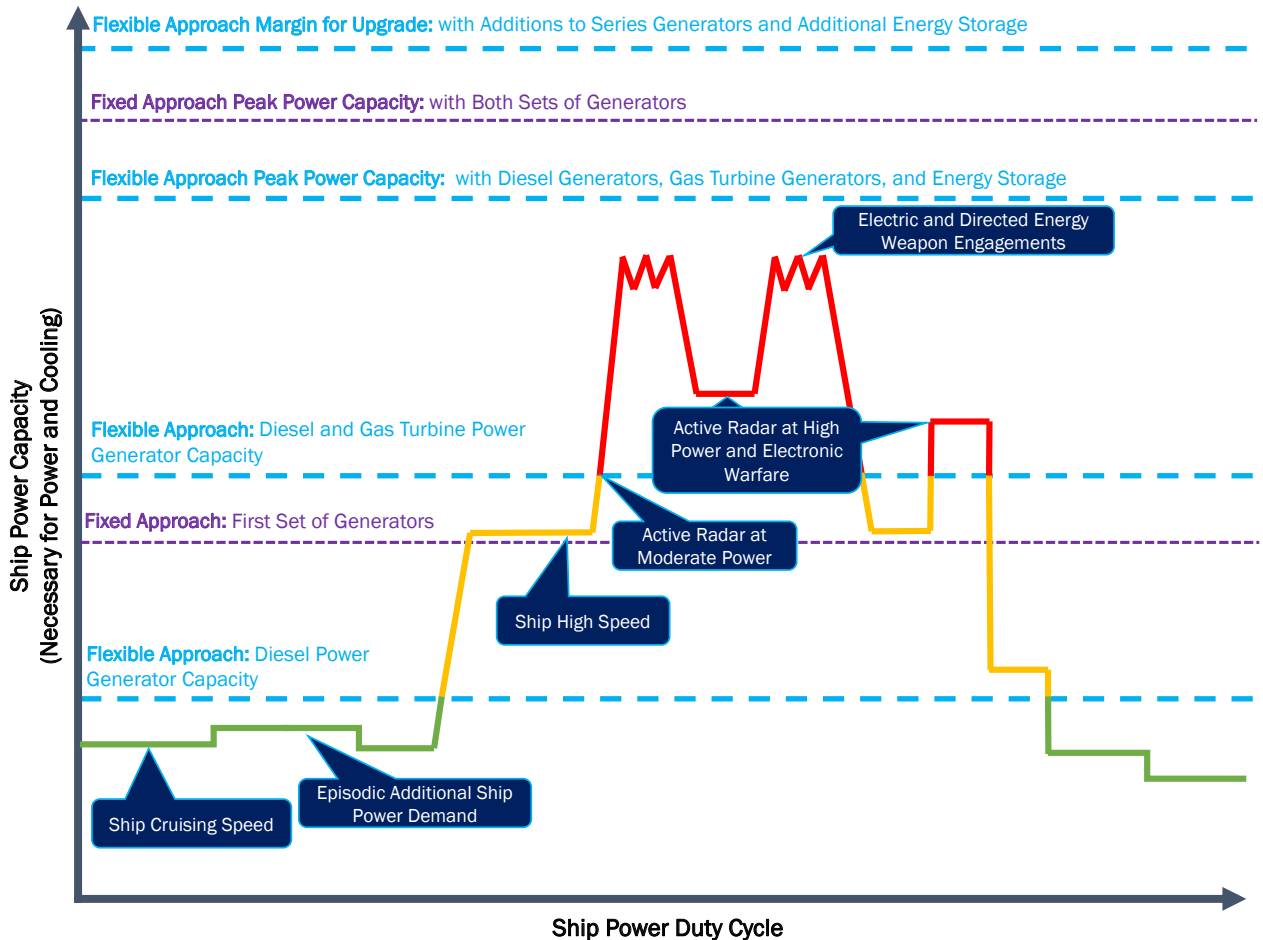 Flexible Approach Margin for Upgrade: with Additions to Series Generators and Additional Energy Storage
Fixed Approach Peak Power Capacity: with Both Sets of Generators
Flexible Approach Peak Power Capacity: with Diesel Generators, Gas Turbine Generators, and Energy Storage
Electric and Directed Energy
Weapon Engagements
Ship Power Capacity
(Necessary for Power and Cooling)
Flexible Approach: Diesel and Gas Turbine Power
Generator Capacity
Active Radar at High
Power and Electronic
Warfare
Fixed Approach: First Set of Generators
Active Radar at
Moderate Power
Ship High Speed
Flexible Approach: Diesel Power
Generator Capacity
Episodic Additional Ship
Power Demand
Ship Cruising Speed
Ship Power Duty Cycle